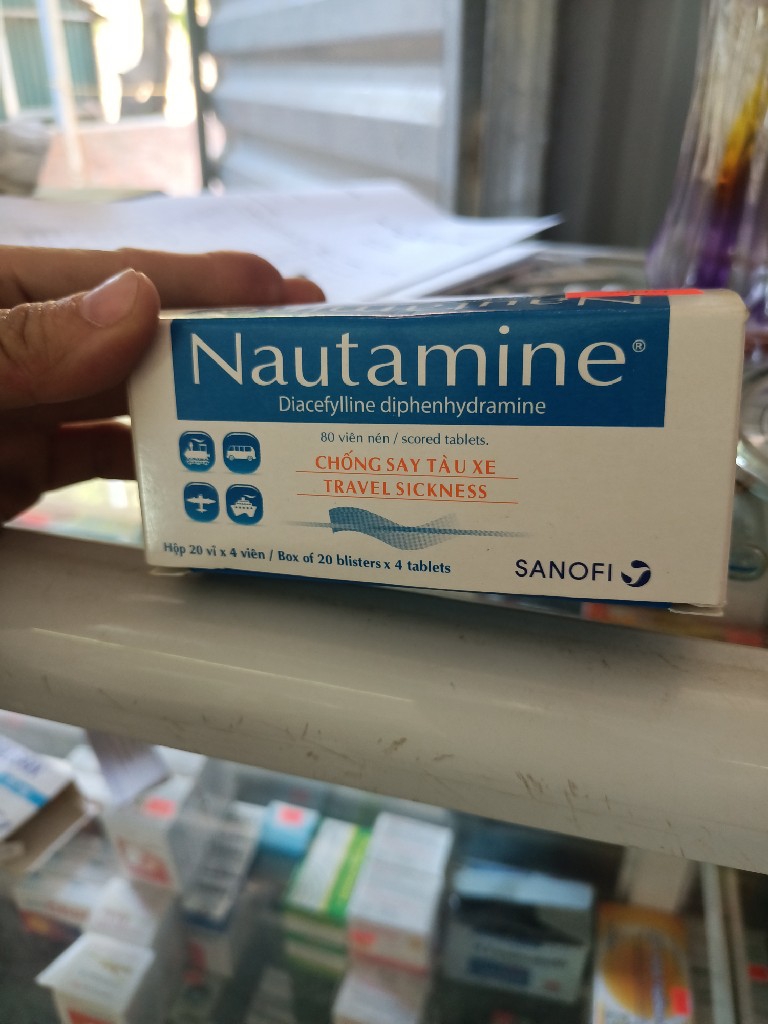 Nautamine®
Diacefylline diphenhydramine
80 viên nén / scored tablets.
CHỐNG SAY TÀU XE
TRAVEL SICKNESS
Hộp 20 vỉ x 4 viên / Box of 20 blisters x 4 tablets
SANOFI